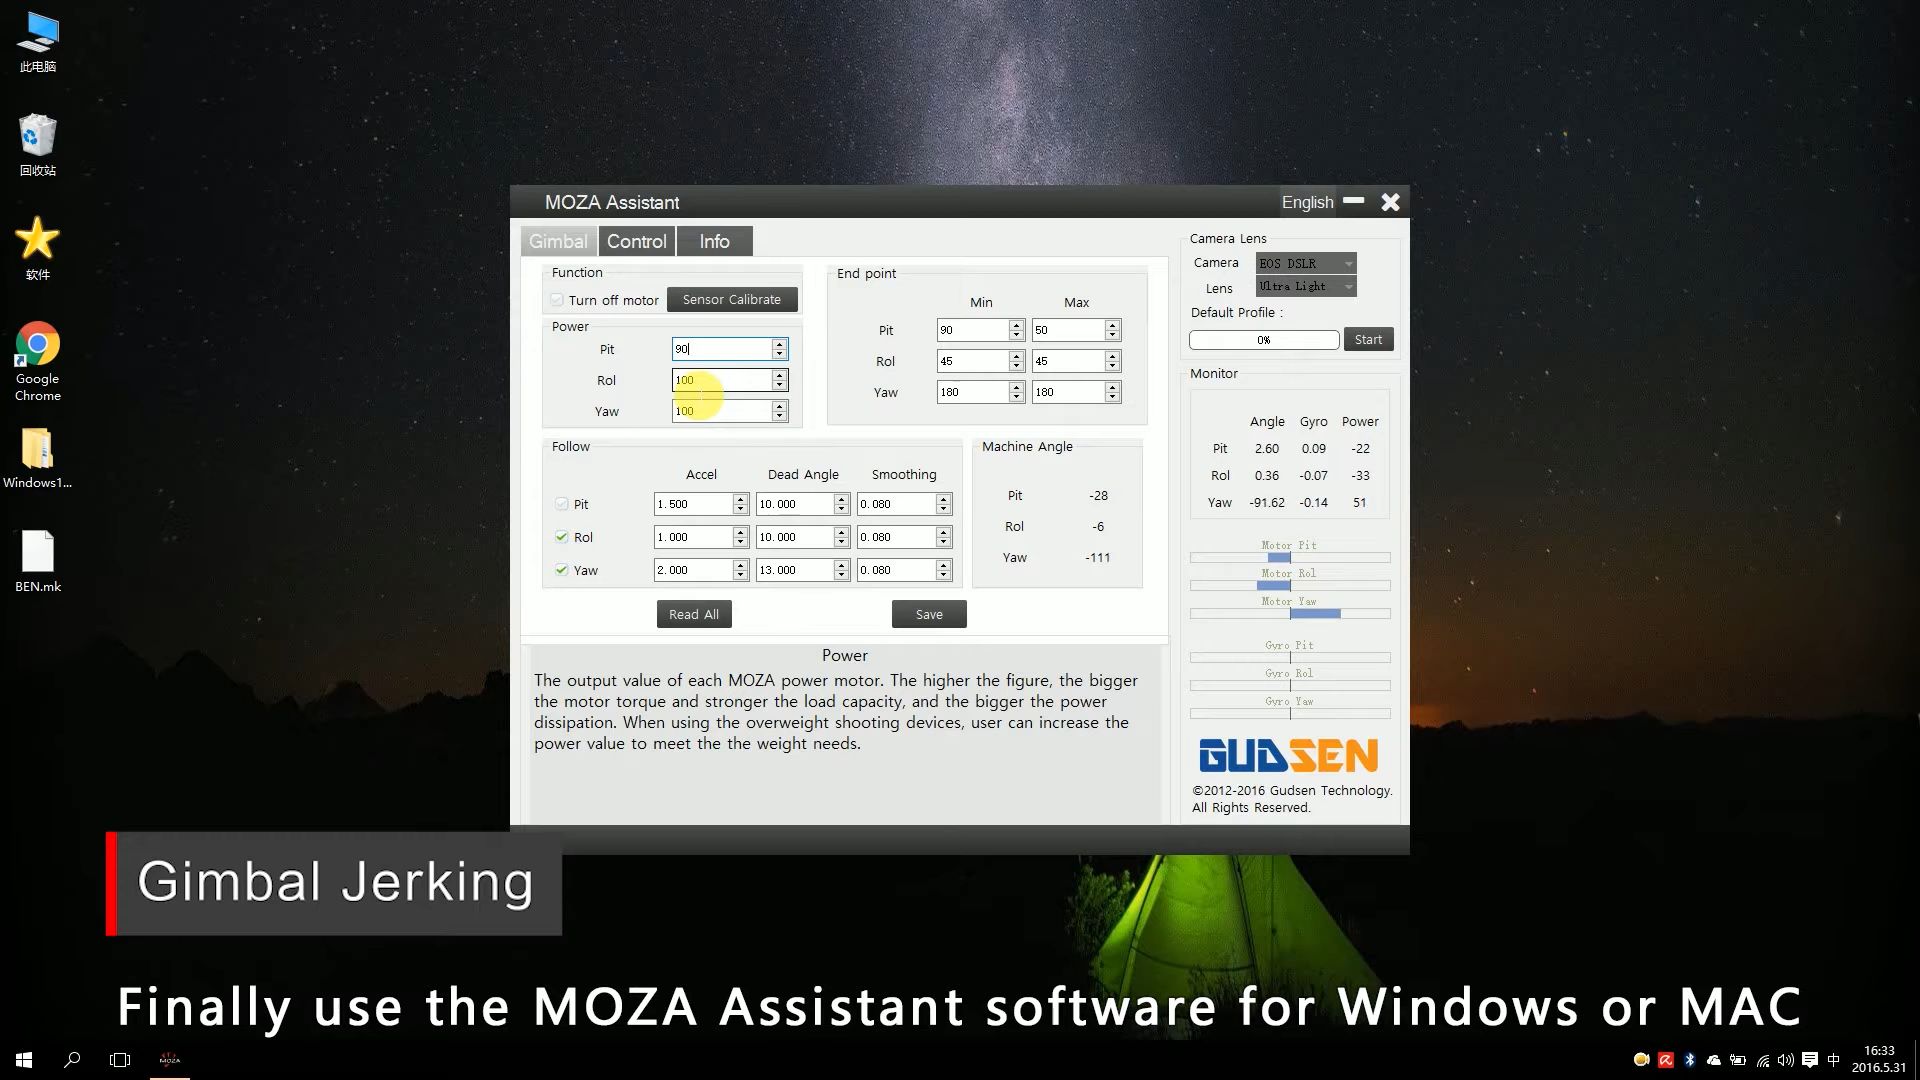 此电脑
回收站
软件
Google
Chrome
Windows1...
BEN.mk
MOZA Assistant
English
Gimbal
Control
Info
Function
Turn off motor
Sensor Calibrate
Power
Pit 90
Rol 100
Yaw 100
End point
Min Max
Pit 90 50
Rol 45 45
Yaw 180 180
Follow
Accel Dead Angle Smoothing
Pit 1.500 10.000 0.080
Rol 1.000 10.000 0.080
Yaw 2.000 13.000 0.080
Machine Angle
Pit -28
Rol -6
Yaw -111
Read All
Save
Power
The output value of each MOZA power motor. The higher the figure, the bigger
the motor torque and stronger the load capacity, and the bigger the power
dissipation. When using the overweight shooting devices, user can increase the
power value to meet the the weight needs.
Camera Lens
Camera EOS DSLR
Lens Ultra Light
Default Profile :
0% Start
Monitor
Angle Gyro Power
Pit 2.60 0.09 -22
Rol 0.36 -0.07 -33
Yaw -91.62 -0.14 51
Motor Pit
Motor Rol
Motor Yaw
Gyro Pit
Gyro Rol
Gyro Yaw
GUDSEN
©2012-2016 Gudsen Technology.
All Rights Reserved.
Gimbal Jerking
Finally use the MOZA Assistant software for Windows or MAC
MOZA
中
16:33
2016.5.31